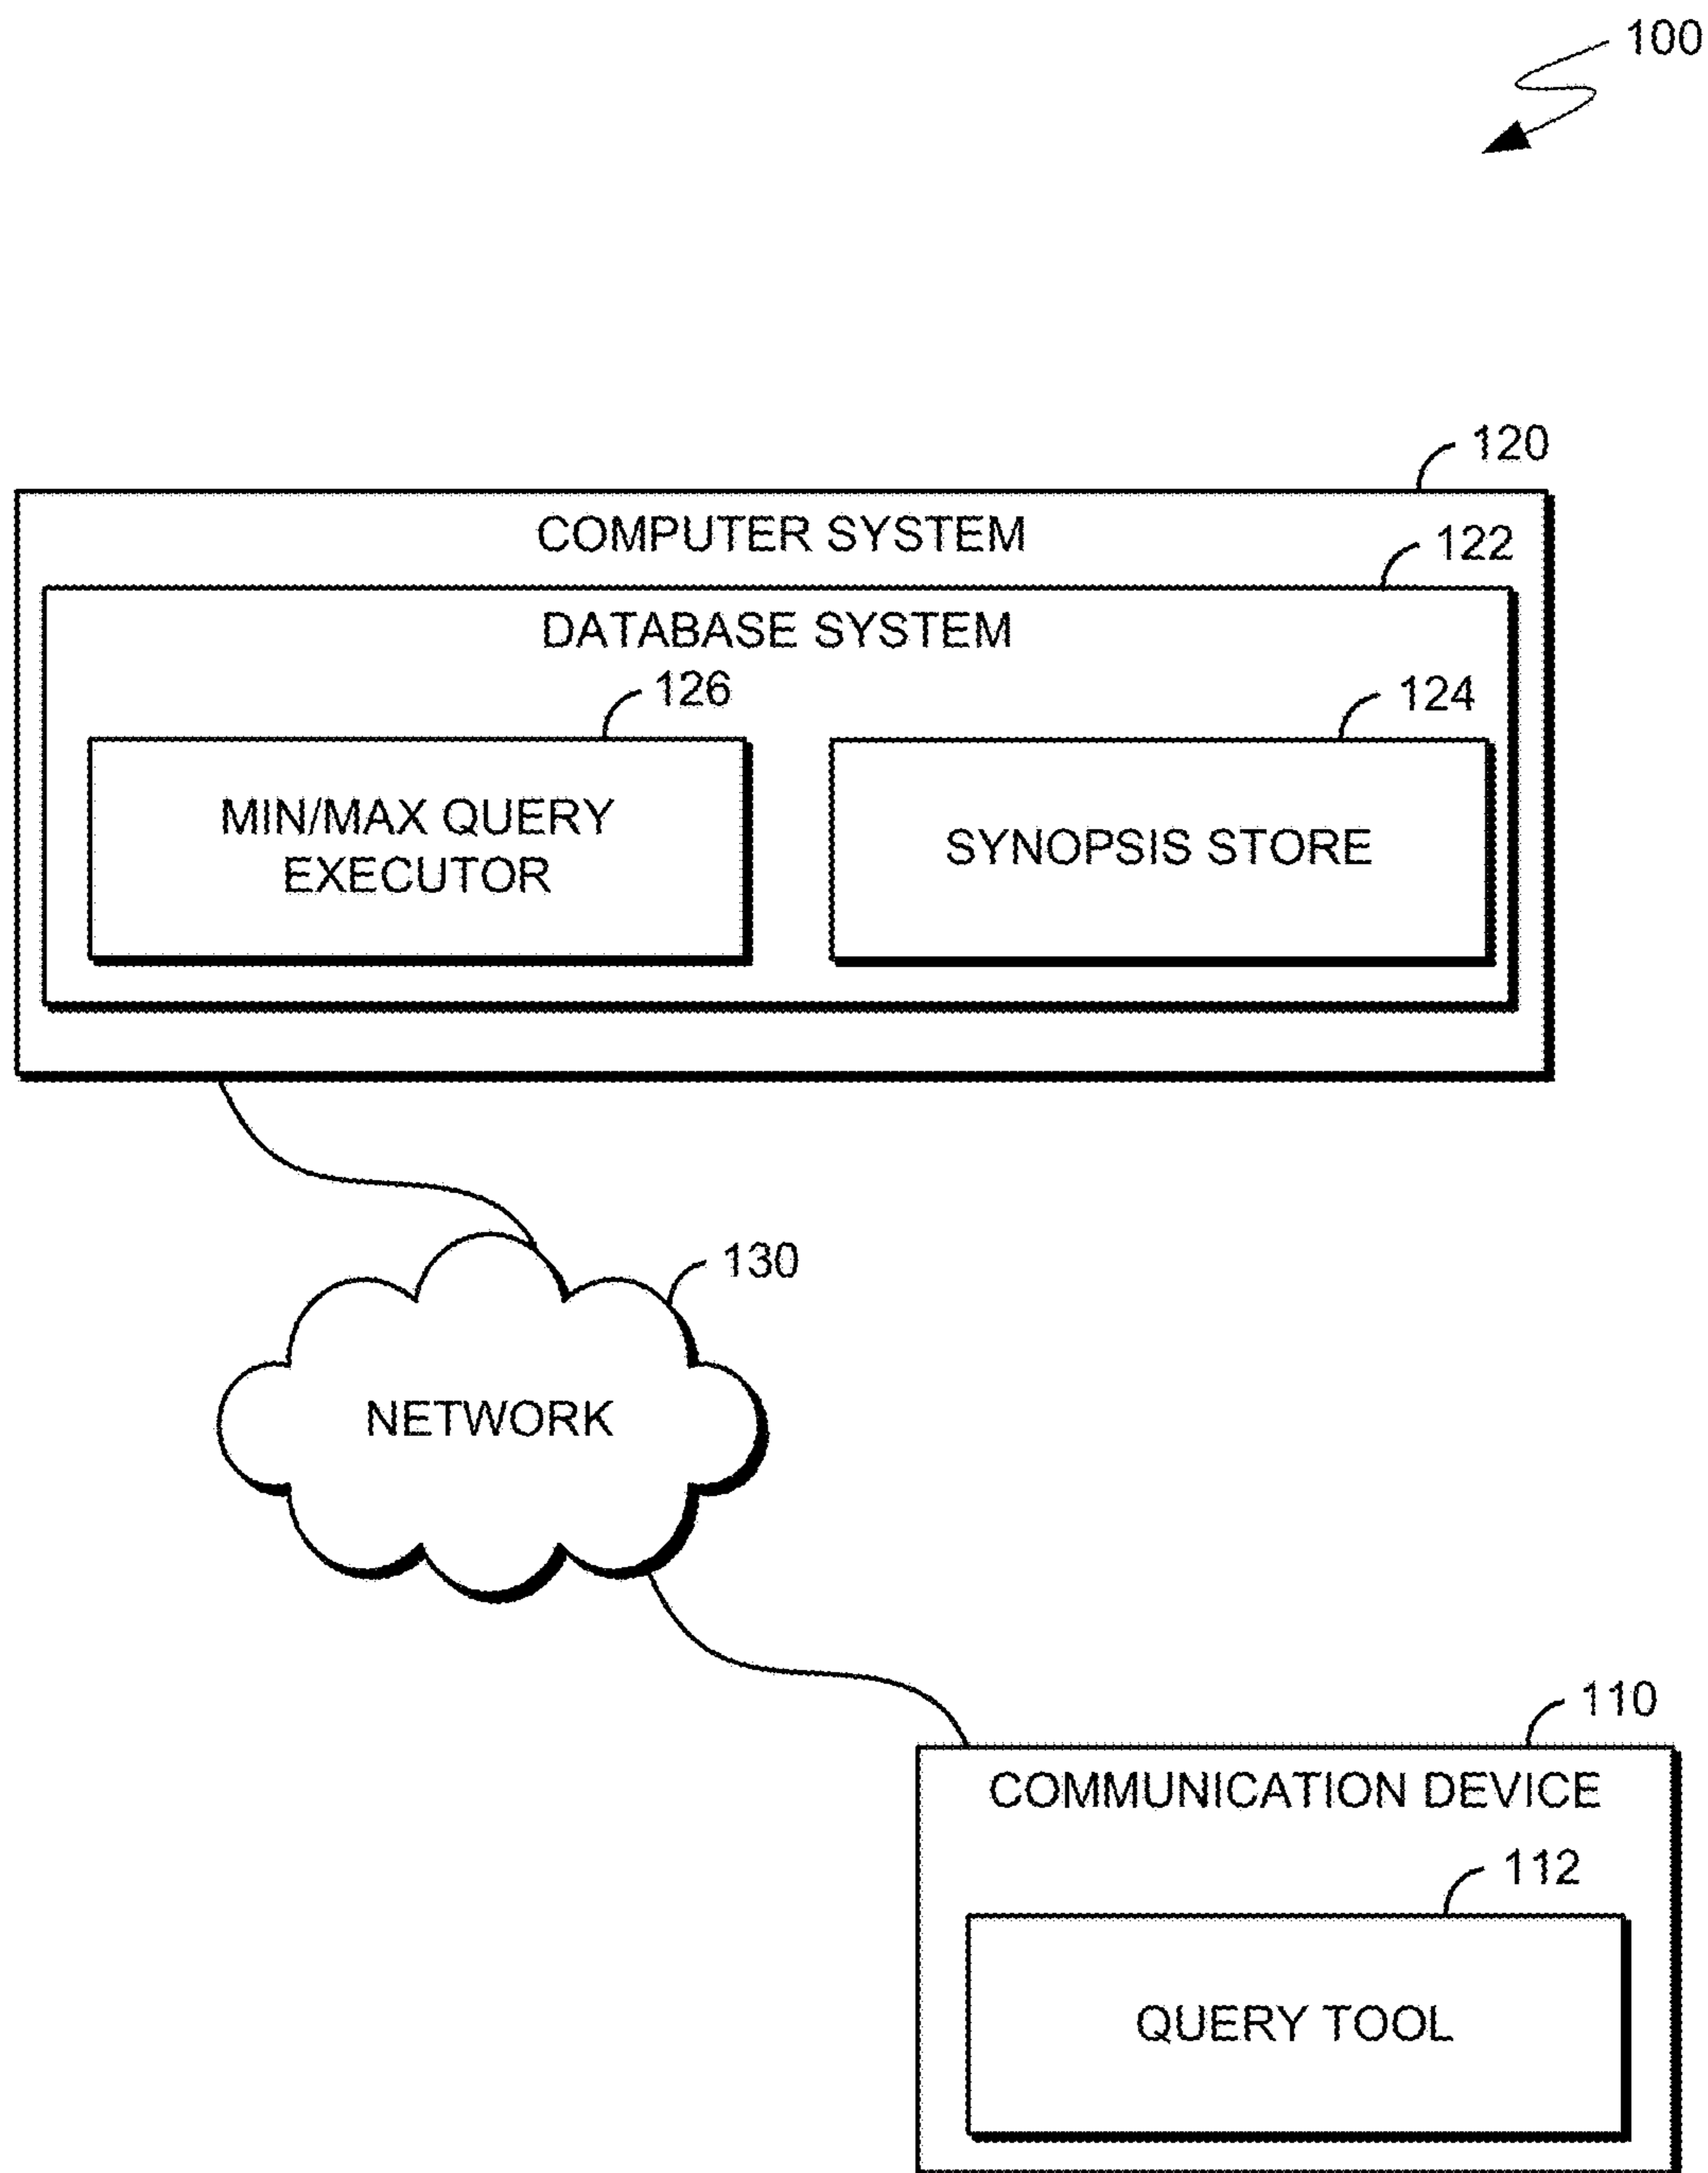 100
120
COMPUTER SYSTEM
122
DATABASE SYSTEM
126
124
MIN/MAX QUERY
EXECUTOR
SYNOPSIS STORE
130
NETWORK
110
COMMUNICATION DEVICE
112
QUERY TOOL